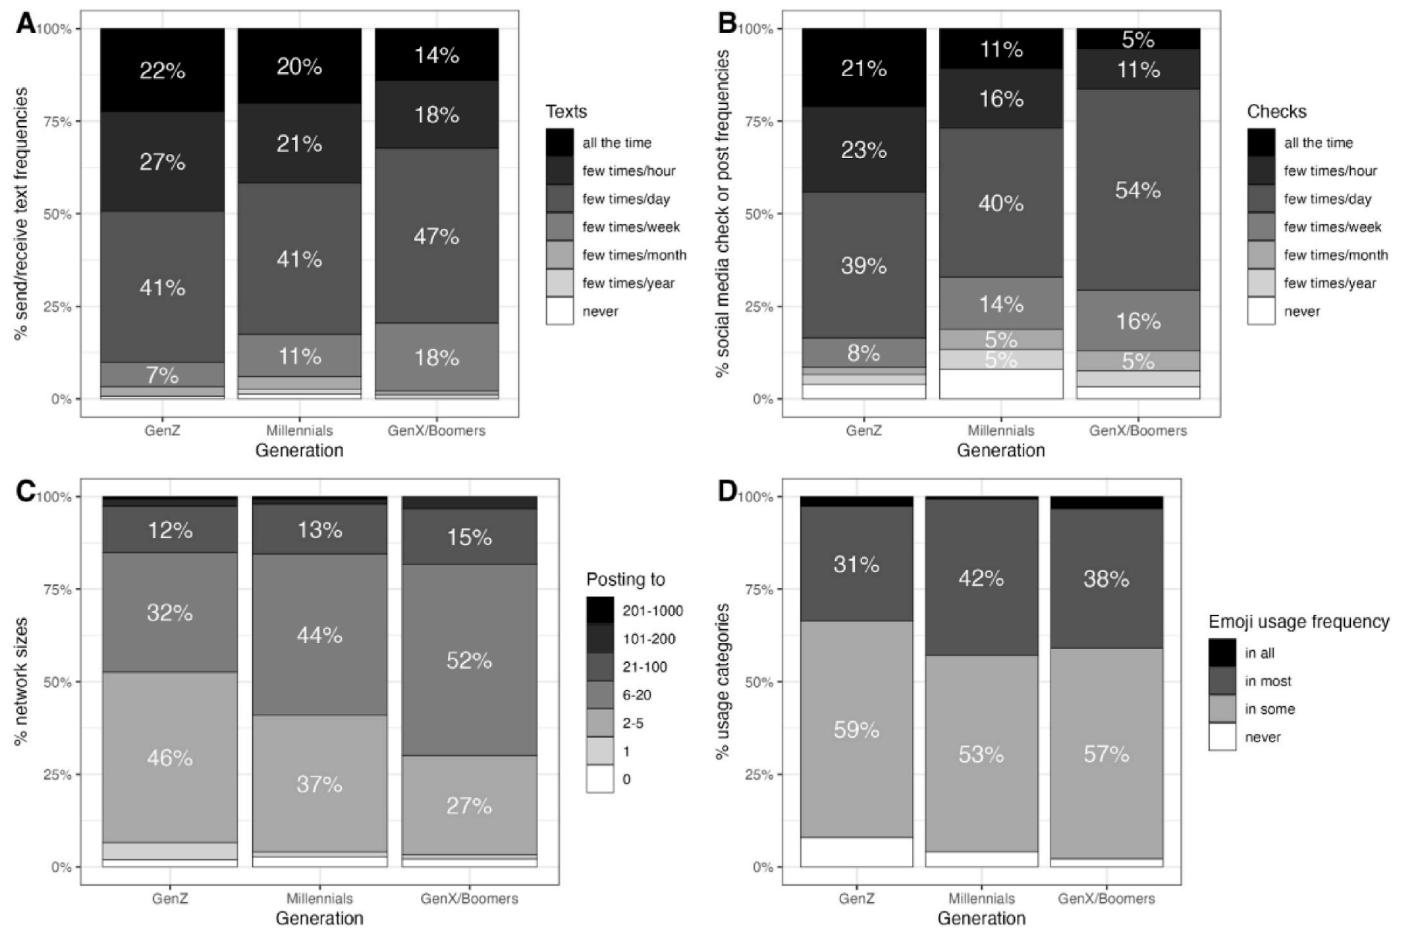 A
% send/receive text frequencies
100%
75%
50%
25%
0%
22%
27%
41%
7%
20%
21%
41%
11%
14%
18%
47%
18%
GenZ
Millennials
GenX/Boomers
Generation
Texts
all the time
few times/hour
few times/day
few times/week
few times/month
few times/year
never
B
% social media check or post frequencies
100%
75%
50%
25%
0%
21%
23%
39%
8%
11%
16%
40%
14%
5%
5%
5%
11%
54%
16%
5%
GenZ
Millennials
GenX/Boomers
Generation
Checks
all the time
few times/hour
few times/day
few times/week
few times/month
few times/year
never
C
% network sizes
100%
75%
50%
25%
0%
12%
32%
46%
13%
44%
37%
15%
52%
27%
GenZ
Millennials
GenX/Boomers
Generation
Posting to
201-1000
101-200
21-100
6-20
2-5
1
0
D
% usage categories
100%
75%
50%
25%
0%
31%
59%
42%
53%
38%
57%
GenZ
Millennials
GenX/Boomers
Generation
Emoji usage frequency
in all
in most
in some
never